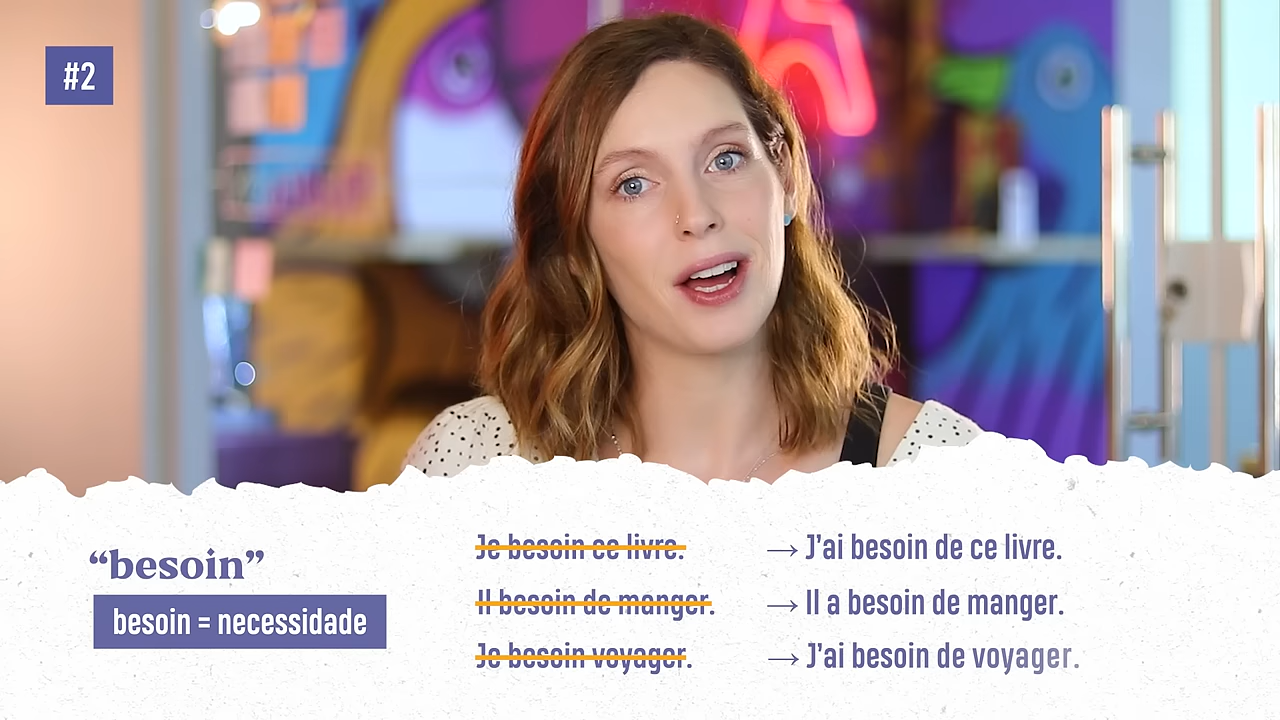 #2
“besoin”
besoin = necessidade
Je besoin ce livre.
→ J’ai besoin de ce livre.
Il besoin de manger.
→ Il a besoin de manger.
Je besoin voyager.
→ J’ai besoin de voyager.